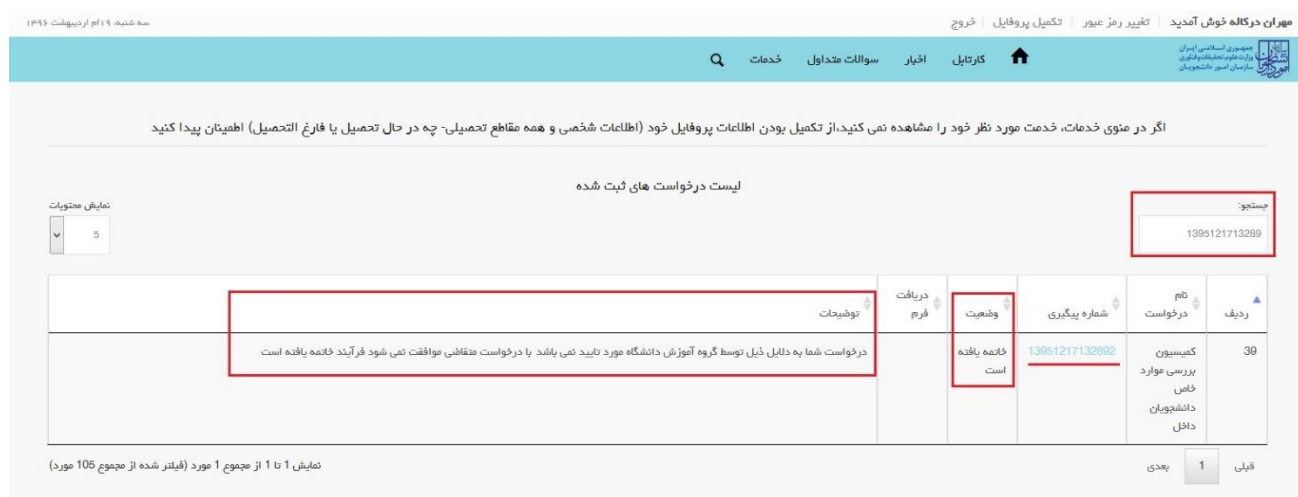 مهران درکاله خوش آمدید | تغییر رمز عبور | تکمیل پروفایل | خروج
سه شنبه، ۱۹ام اردیبهشت ۱۳۹۶
جمهوری اسلامی ایران
وزارت علوم، تحقیقات و فناوری
سازمان امور دانشجویان
کارتابل اخبار سوالات متداول خدمات
اگر در منوی خدمات، خدمت مورد نظر خود را مشاهده نمی کنید،از تکمیل بودن اطلاعات پروفایل خود (اطلاعات شخصی و همه مقاطع تحصیلی- چه در حال تحصیل یا فارغ التحصیل) اطمینان پیدا کنید
لیست درخواست های ثبت شده
جستجو:
1395121713289
نمایش محتویات
5
ردیف نام درخواست شماره پیگیری وضعیت دریافت فرم توضیحات
39
کمیسیون
بررسی موارد
خاص
دانشجویان
داخل
13951217132892
خاتمه یافته
است
درخواست شما به دلایل ذیل توسط گروه آموزش دانشگاه مورد تایید نمی باشد با درخواست متقاضی موافقت نمی شود فرآیند خاتمه یافته است
قبلی 1 بعدی
نمایش 1 تا 1 از مجموع 1 مورد (فیلتر شده از مجموع 105 مورد)